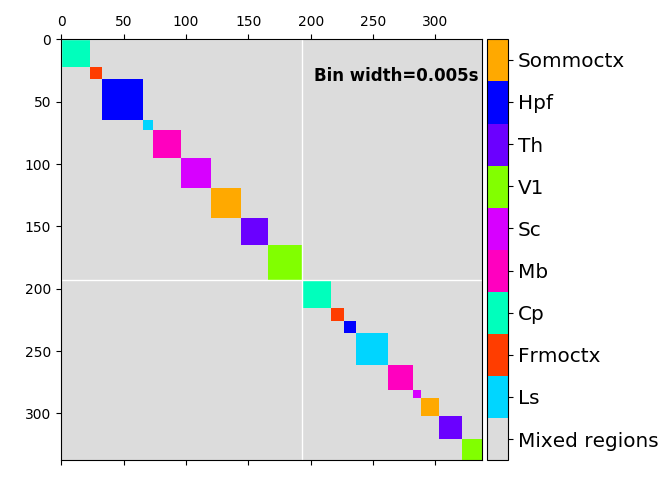 0 50 100 150 200 250 300
0
50
100
150
200
250
300
Bin width=0.005s
Sommoctx
Hpf
Th
V1
Sc
Mb
Cp
Frmoctx
Ls
Mixed regions